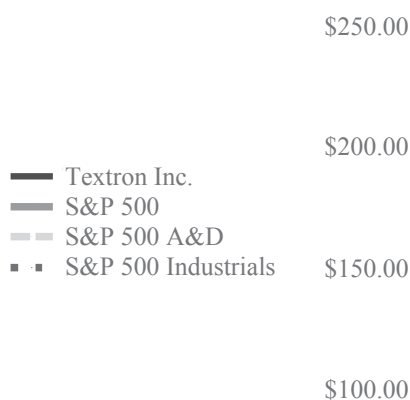 $250.00
$200.00
Textron Inc.
S&P 500
S&P 500 A&D
S&P 500 Industrials
$150.00
$100.00